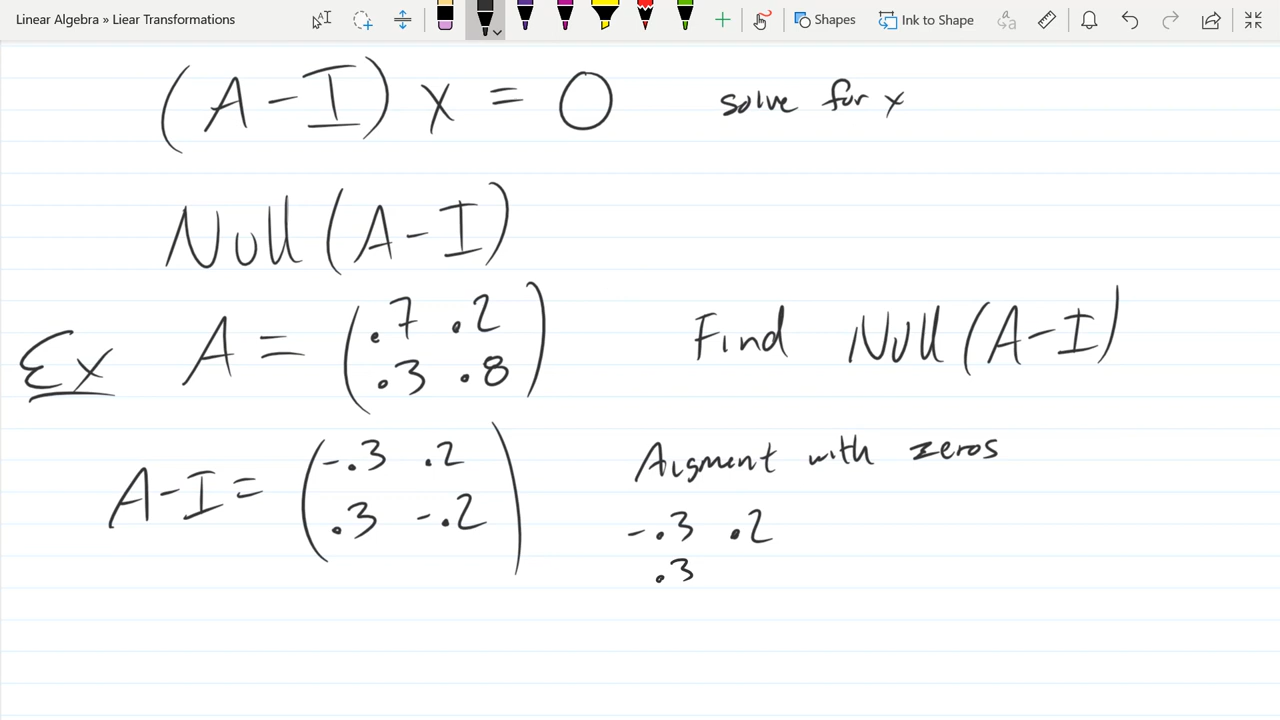 Linear Algebra » Liear Transformations
Shapes
Ink to Shape
(A-I) x = 0 solve for x
Null (A-I)
Ex A = (.7 .2
.3 .8) Find Null (A-I)
A-I = (-.3 .2
.3 -.2)
Augment with zeros
-.3 .2
.3